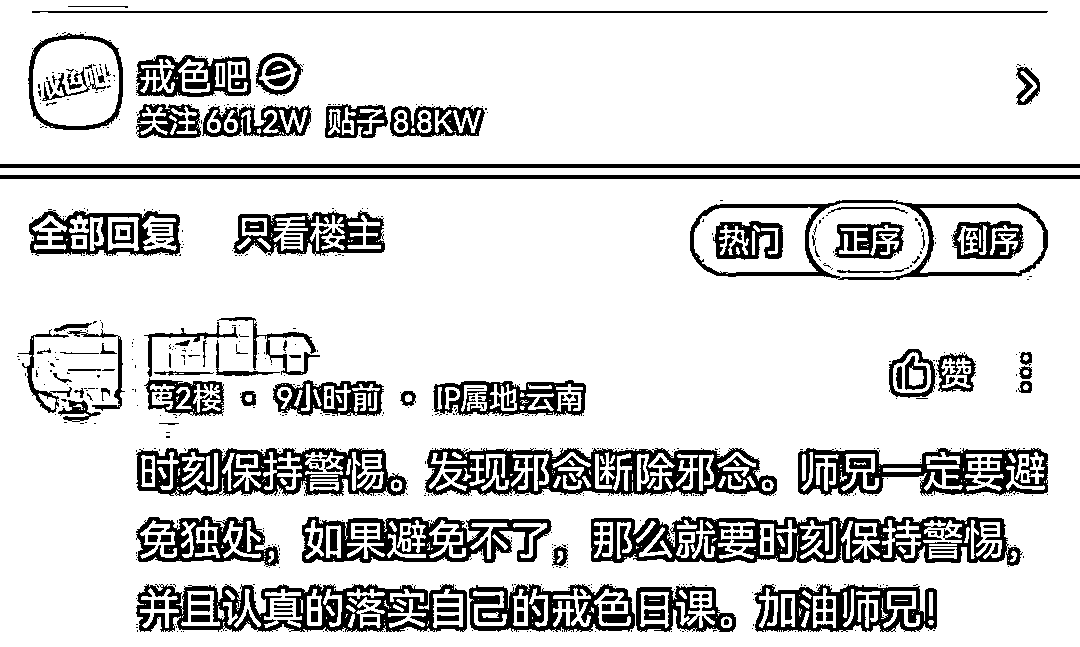 戒色吧
戒色吧
关注 661.2W 贴子 8.8KW
全部回复 只看楼主 热门 正序 倒序
第2楼 · 9小时前 · IP属地:云南
赞
时刻保持警惕。发现邪念断除邪念。师兄一定要避
免独处，如果避免不了，那么就要时刻保持警惕，
并且认真的落实自己的戒色日课。加油师兄！